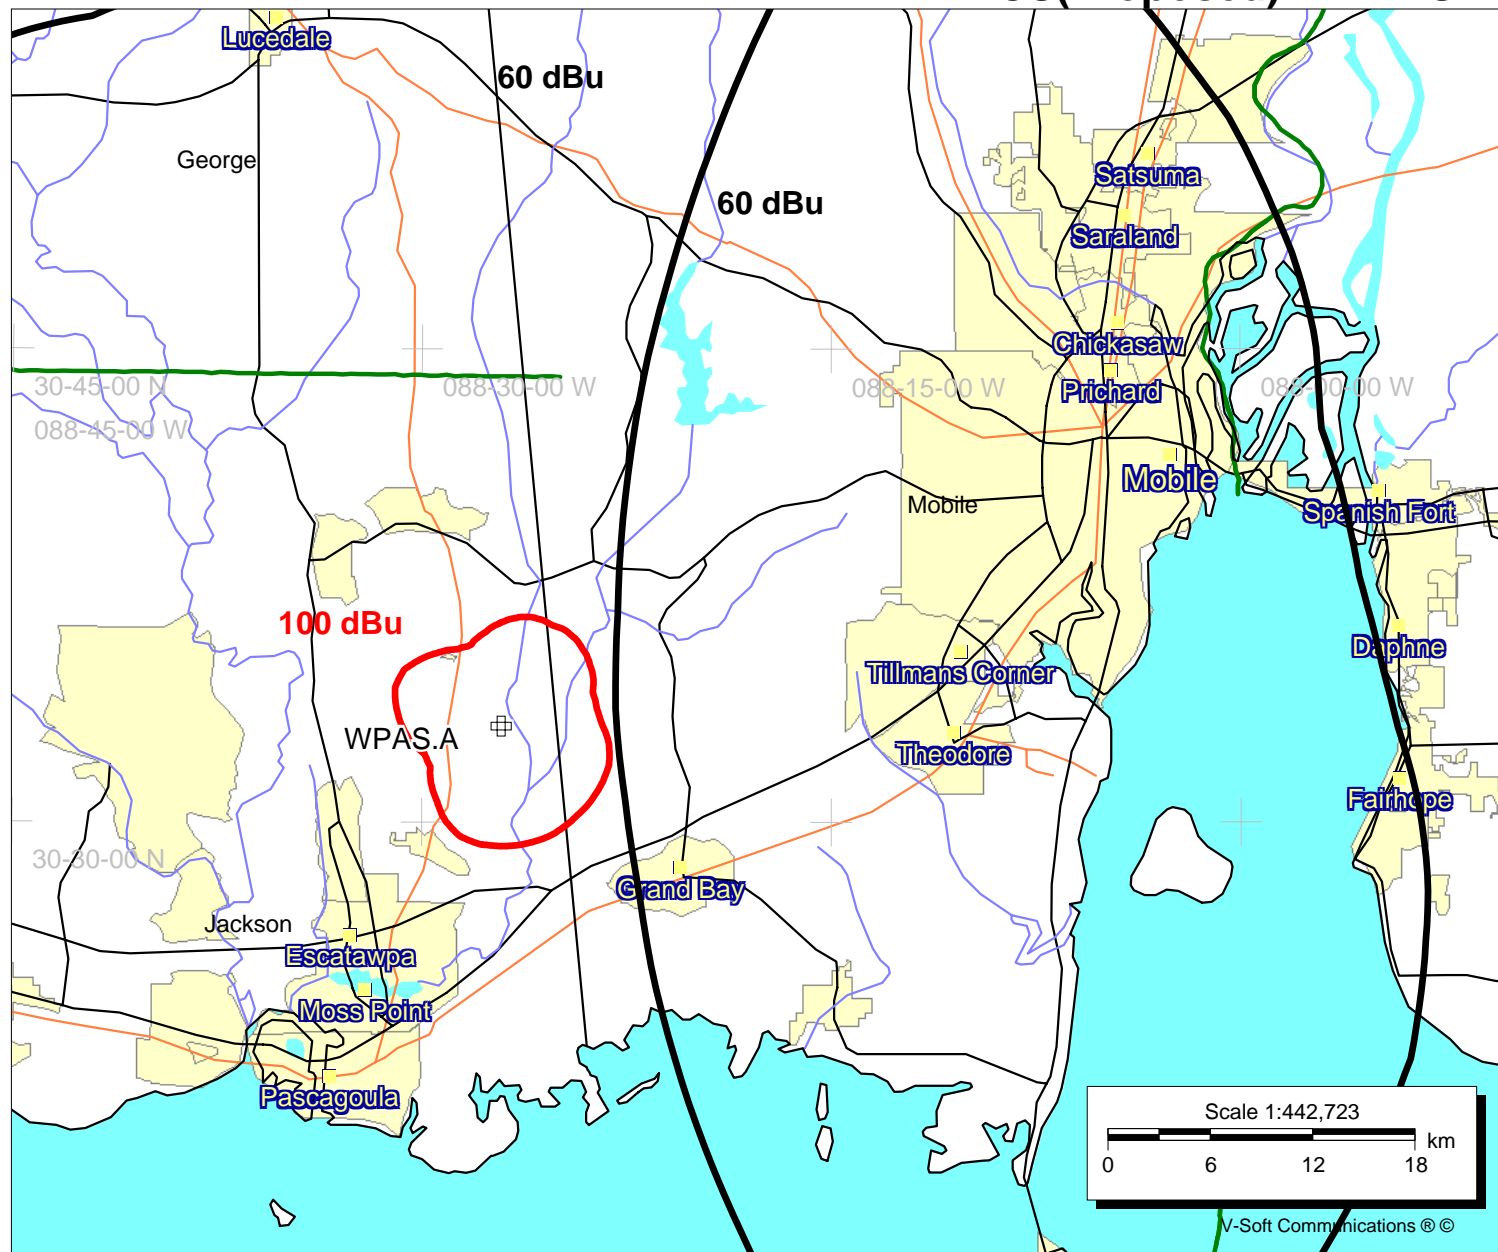 Lucedale
60 dBu
George
Satsuma
60 dBu
Saraland
Chickasaw
30-45-00 N
088-30-00 W
088-15-00 W
088-00-00 W
Prichard
088-45-00 W
Mobile
Mobile
Spanish Fort
100 dBu
Daphne
Tillmans Corner
WPAS.A
Theodore
Fairhope
30-30-00 N
Grand Bay
Jackson
Escatawpa
Moss Point
Pascagoula
Scale 1:442,723
km
0 6 12 18
V-Soft Communications ® ©